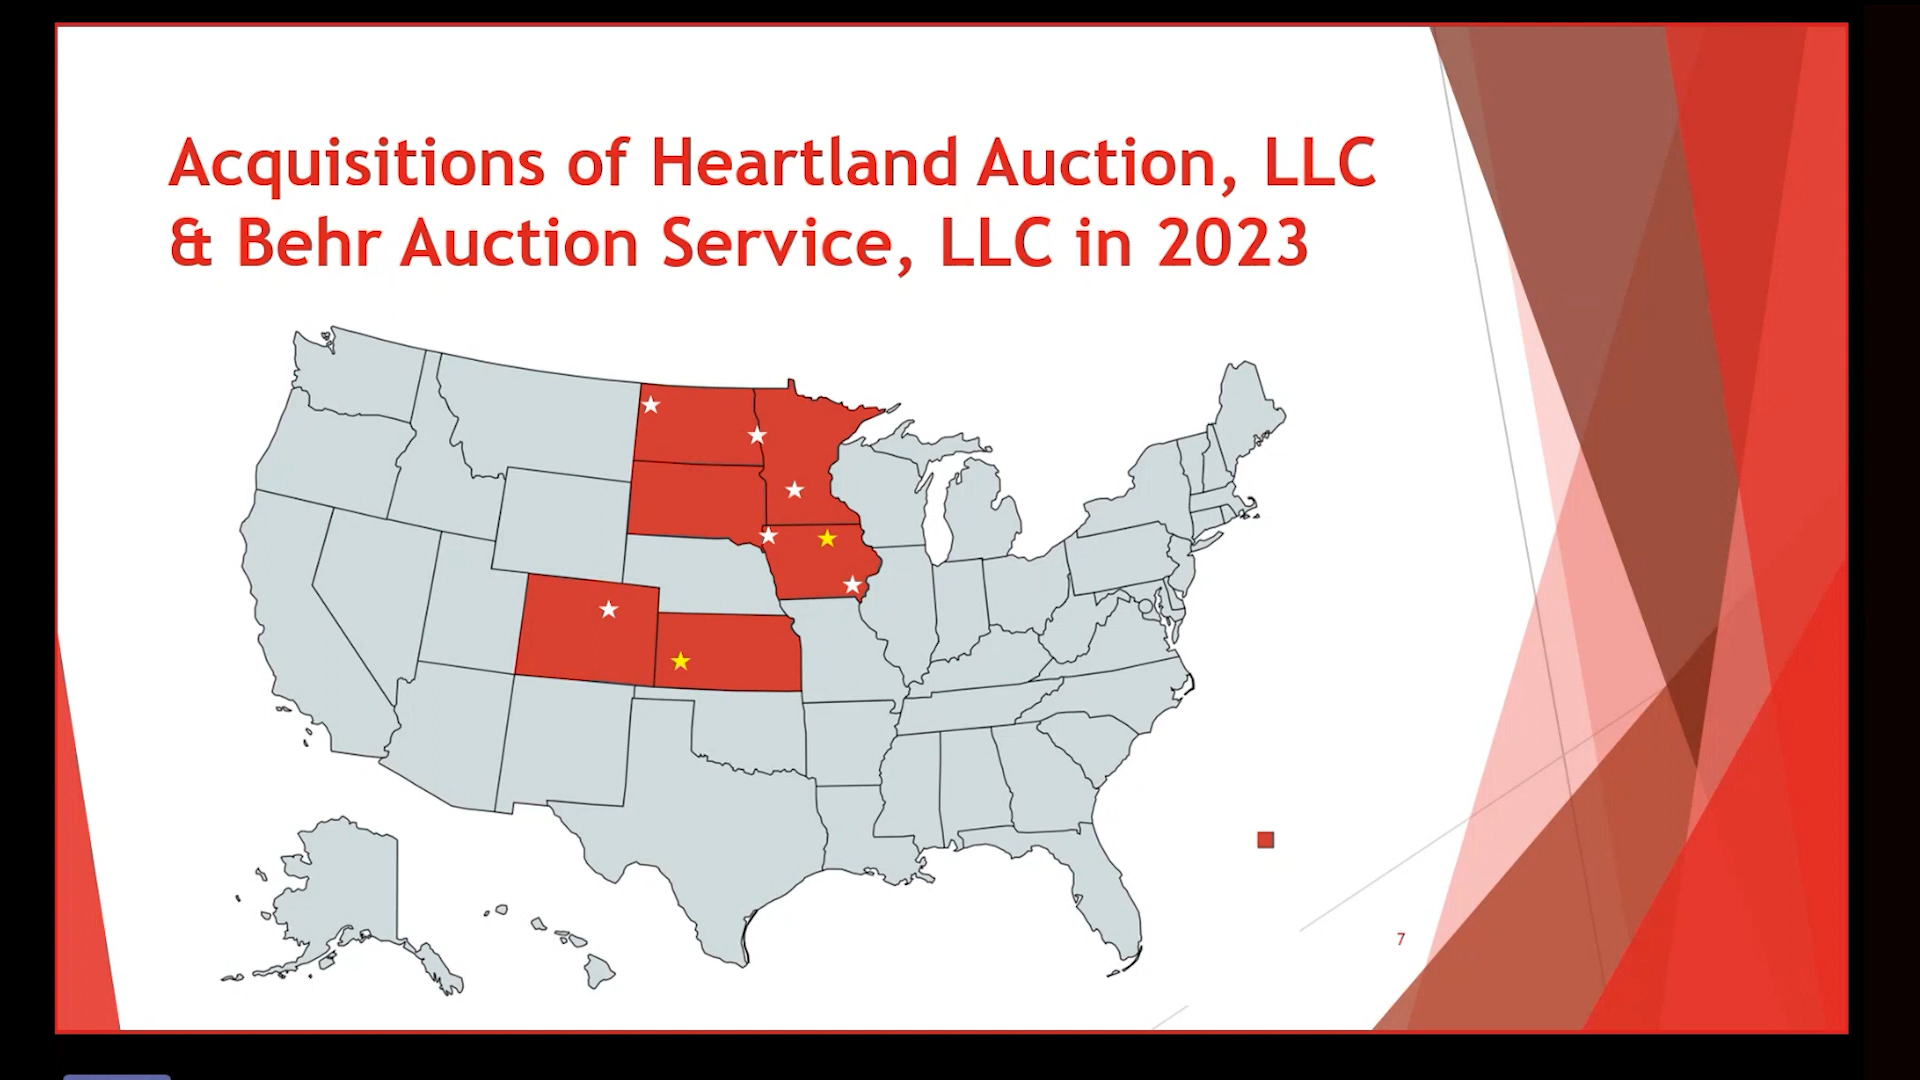 Acquisitions of Heartland Auction, LLC
& Behr Auction Service, LLC in 2023
7